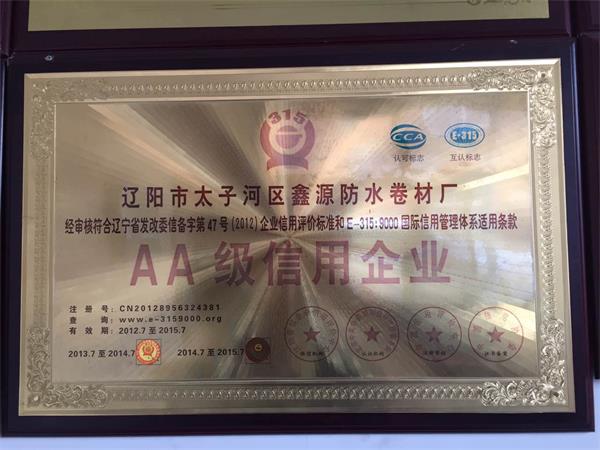 315
e
CCA
E-315
认可标志
互认标志
辽阳市太子河区鑫源防水卷材厂
经审核符合辽宁省发改委信备字第47号(2012)企业信用评价标准和E-315:9000国际信用管理体系适用条款
AA级信用企业
注 册 号：CN20128956324381
查 询：www.e-3159000.org
有 效 期：2012.7至2015.7
2013.7至2014.7
2014.7至2015.7